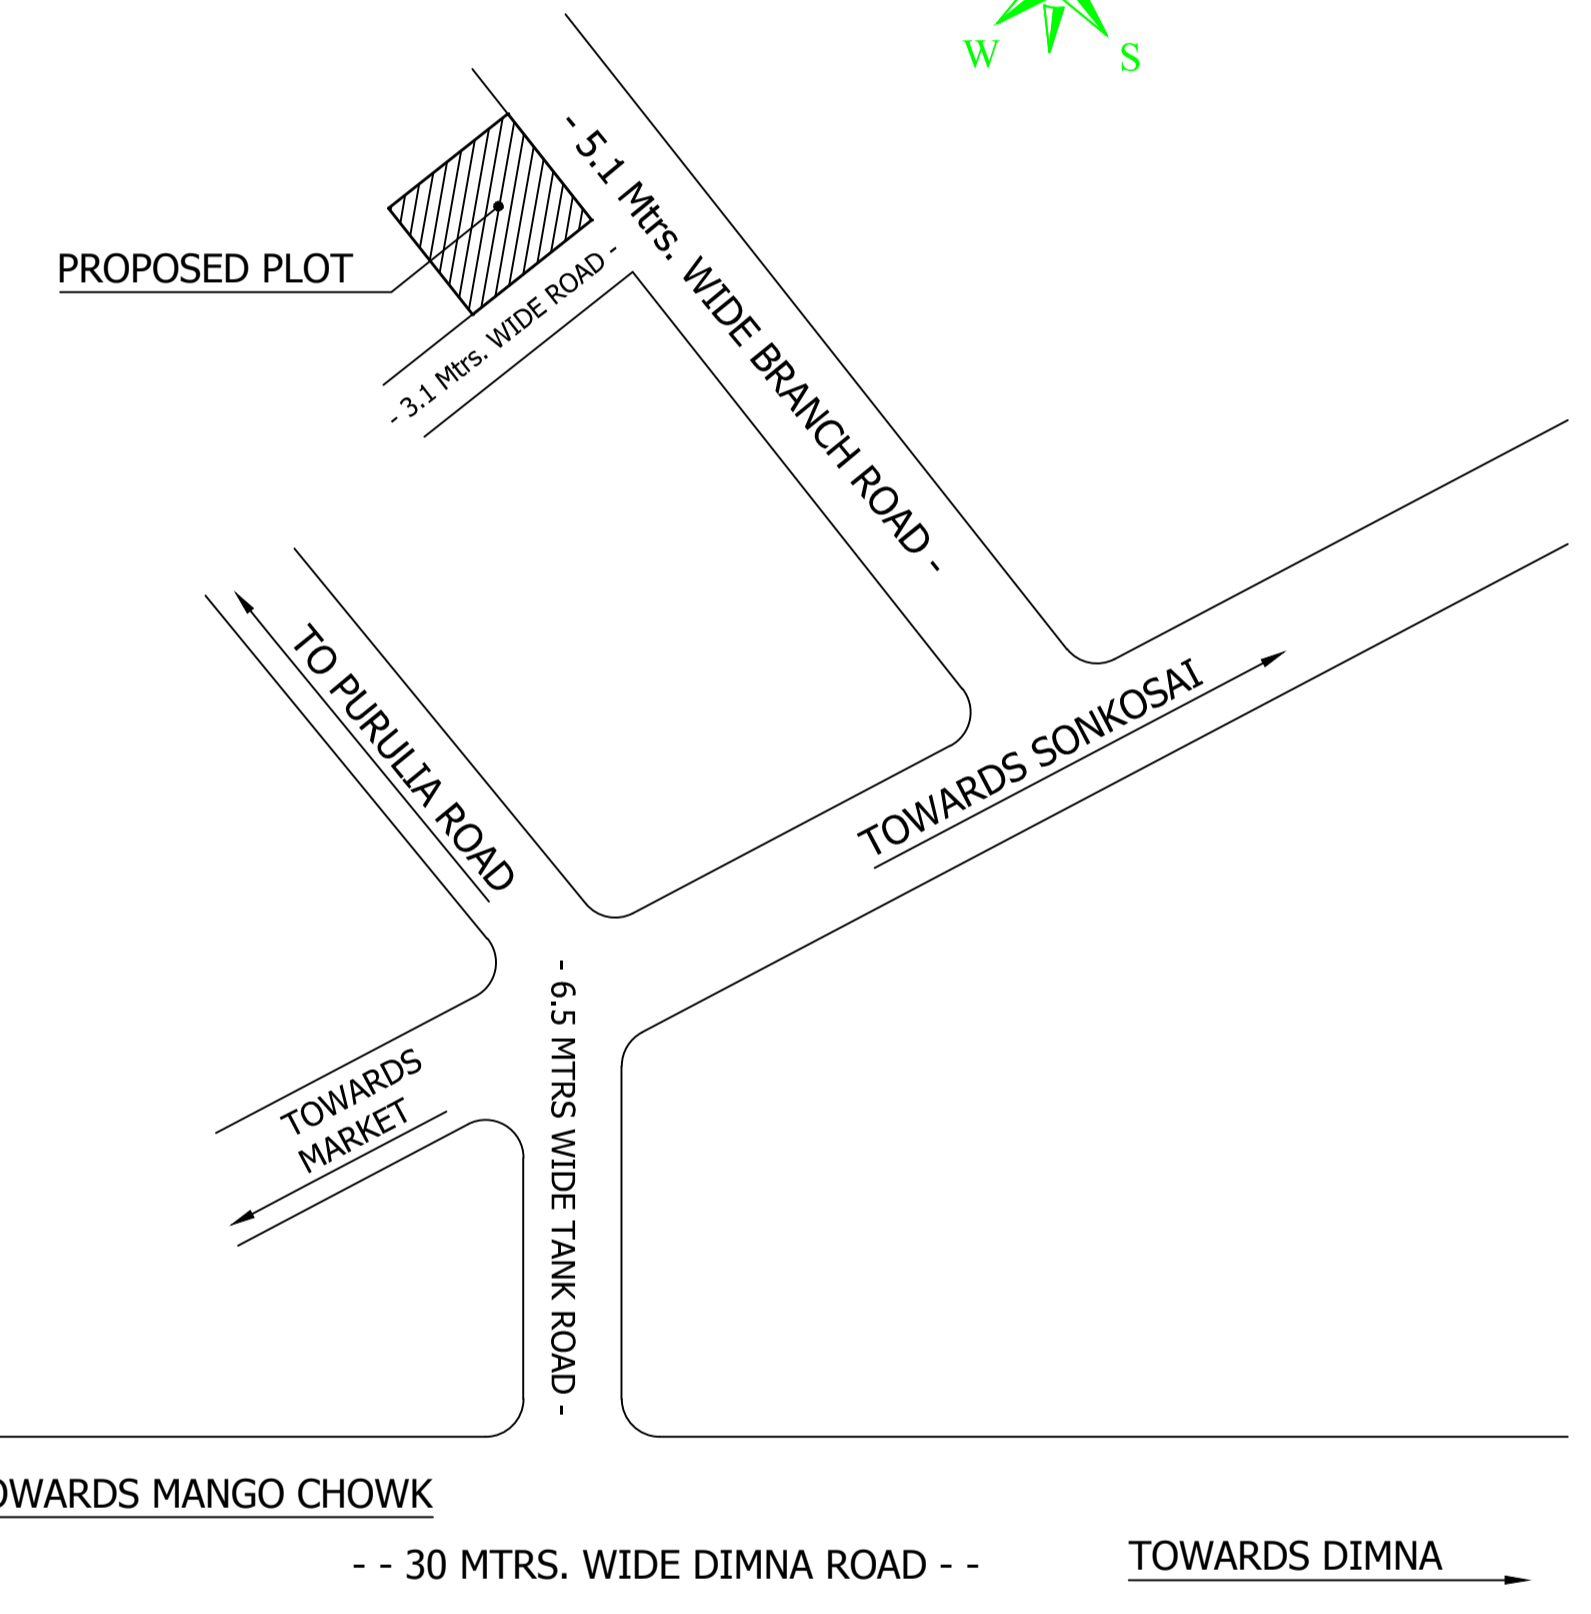 W
S
- 5.1 Mtrs. WIDE BRANCH ROAD -
PROPOSED PLOT
- 3.1 Mtrs. WIDE ROAD -
TO PURULIA ROAD
TOWARDS SONKOSAI
- 6.5 MTRS WIDE TANK ROAD -
TOWARDS
MARKET
OWARDS MANGO CHOWK
- - 30 MTRS. WIDE DIMNA ROAD - -
TOWARDS DIMNA